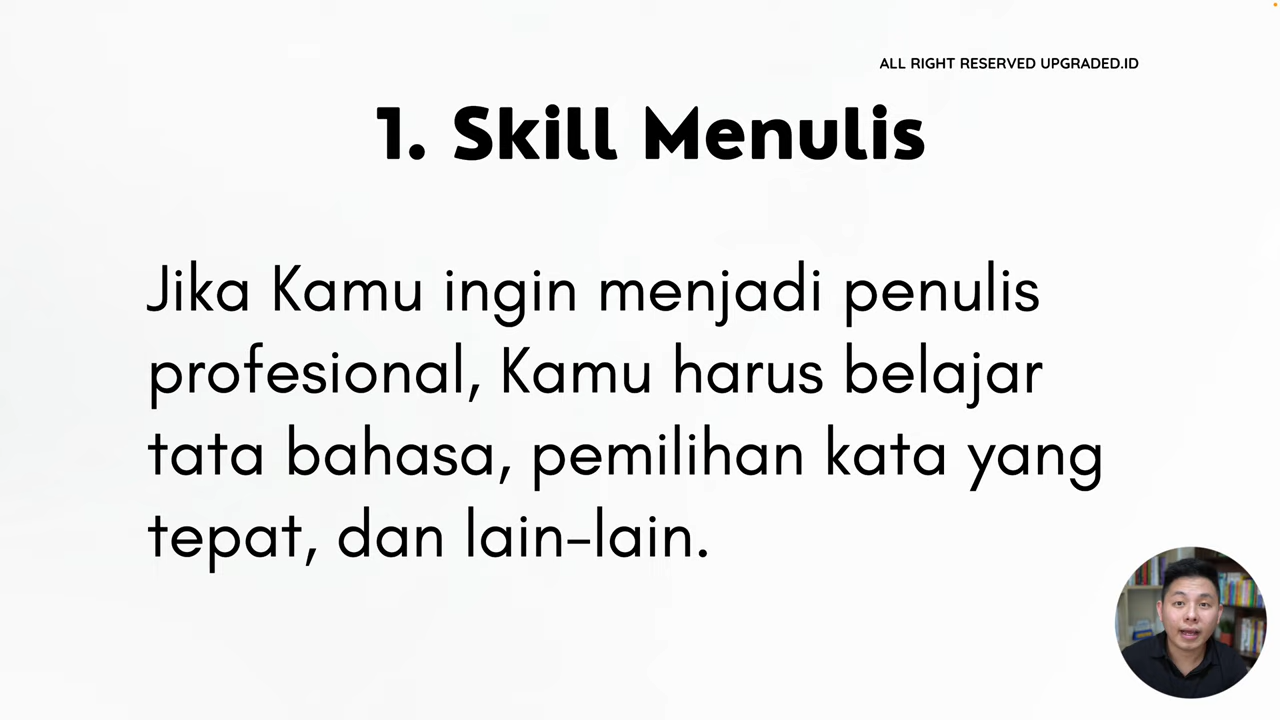 ALL RIGHT RESERVED UPGRADED.ID
1. Skill Menulis
Jika Kamu ingin menjadi penulis
profesional, Kamu harus belajar
tata bahasa, pemilihan kata yang
tepat, dan lain-lain.